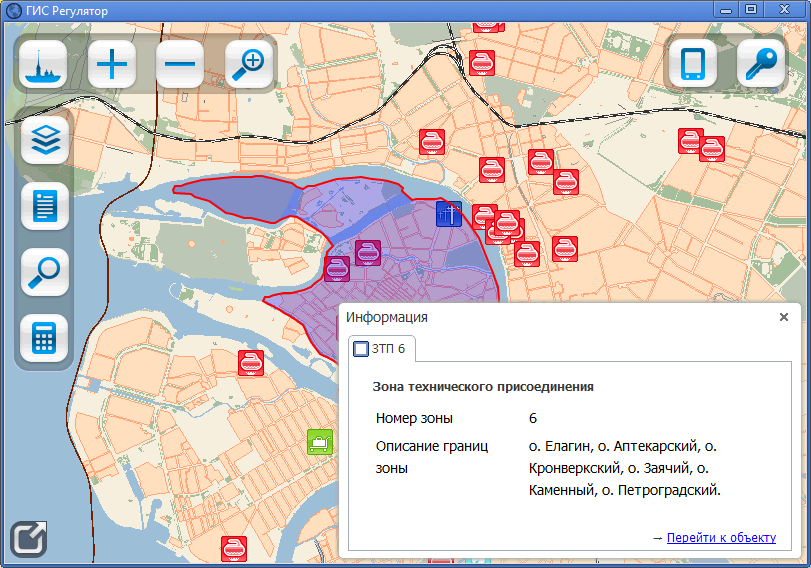 ГИС Регулятор
Информация
ЗТП 6
Зона технического присоединения
Номер зоны 6
Описание границ зоны о. Елагин, о. Аптекарский, о.
Кронверкский, о. Заячий, о.
Каменный, о. Петроградский.
→ Перейти к объекту